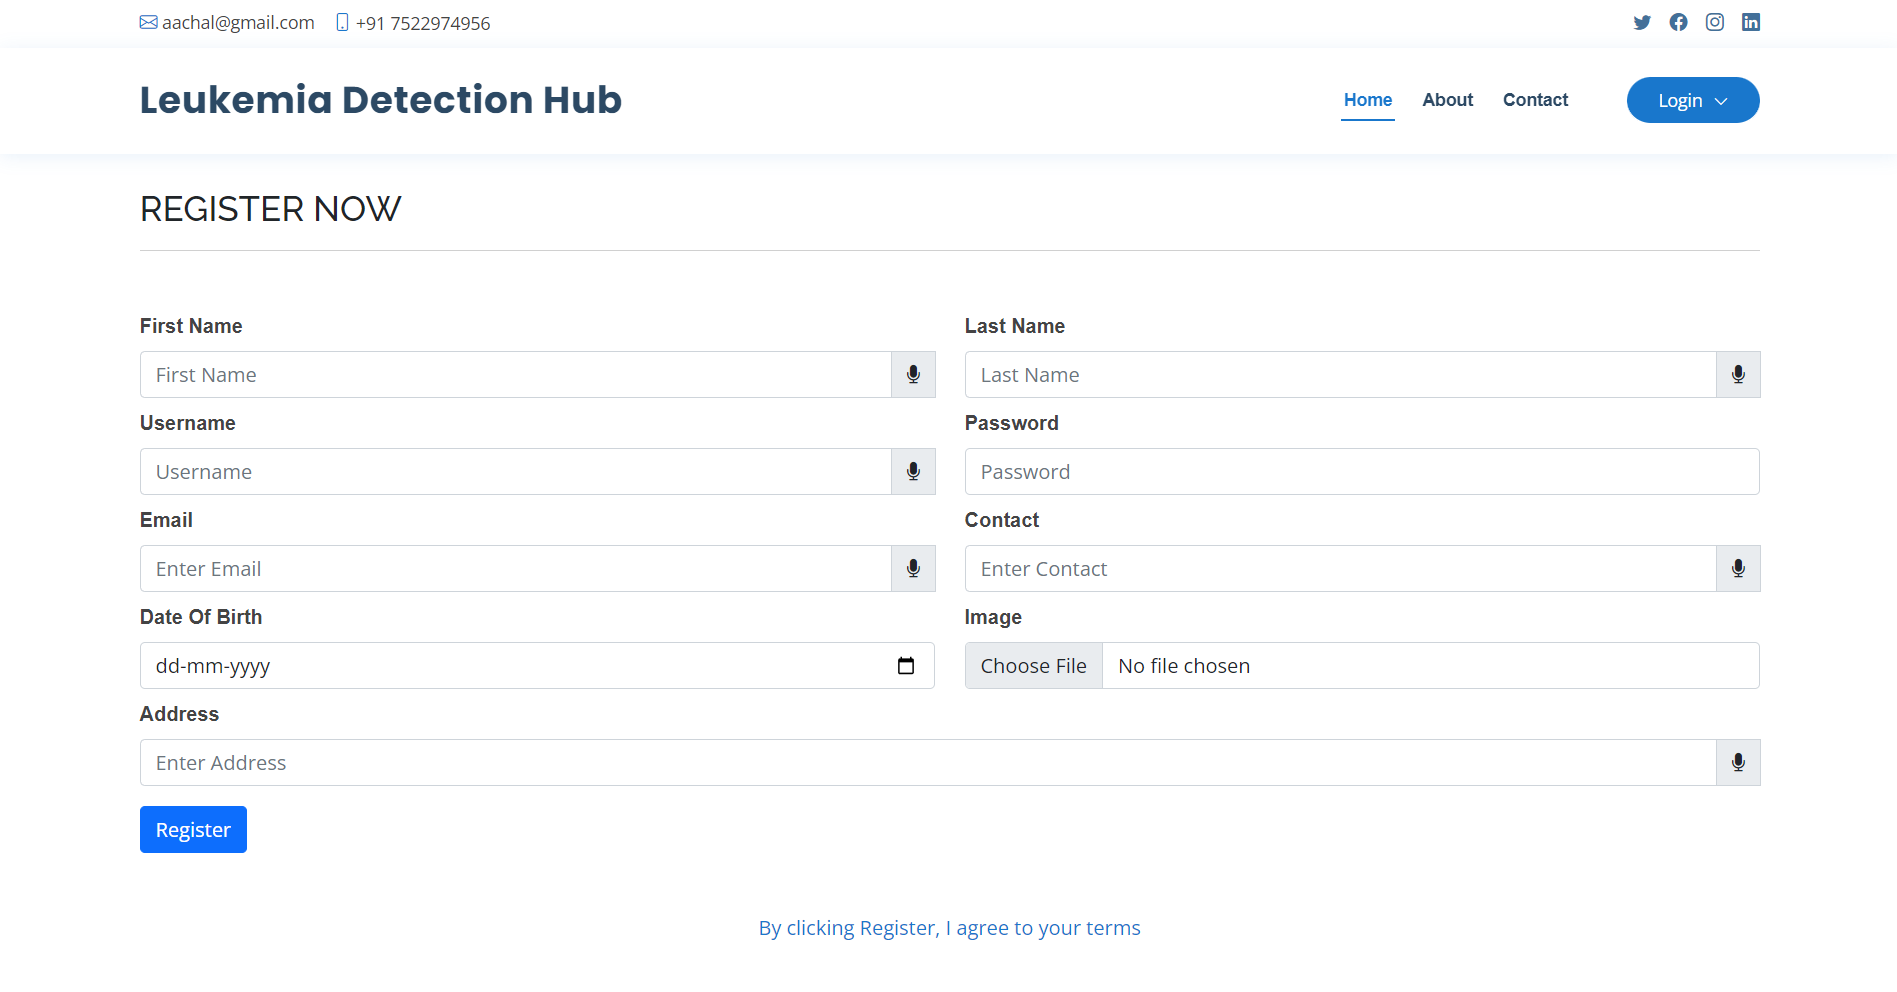 aachal@gmail.com +91 7522974956
Leukemia Detection Hub
Home About Contact Login
REGISTER NOW
First Name Last Name
First Name Last Name
Username Password
Username Password
Email Contact
Enter Email Enter Contact
Date Of Birth Image
dd-mm-yyyy Choose File No file chosen
Address
Enter Address
Register
By clicking Register, I agree to your terms